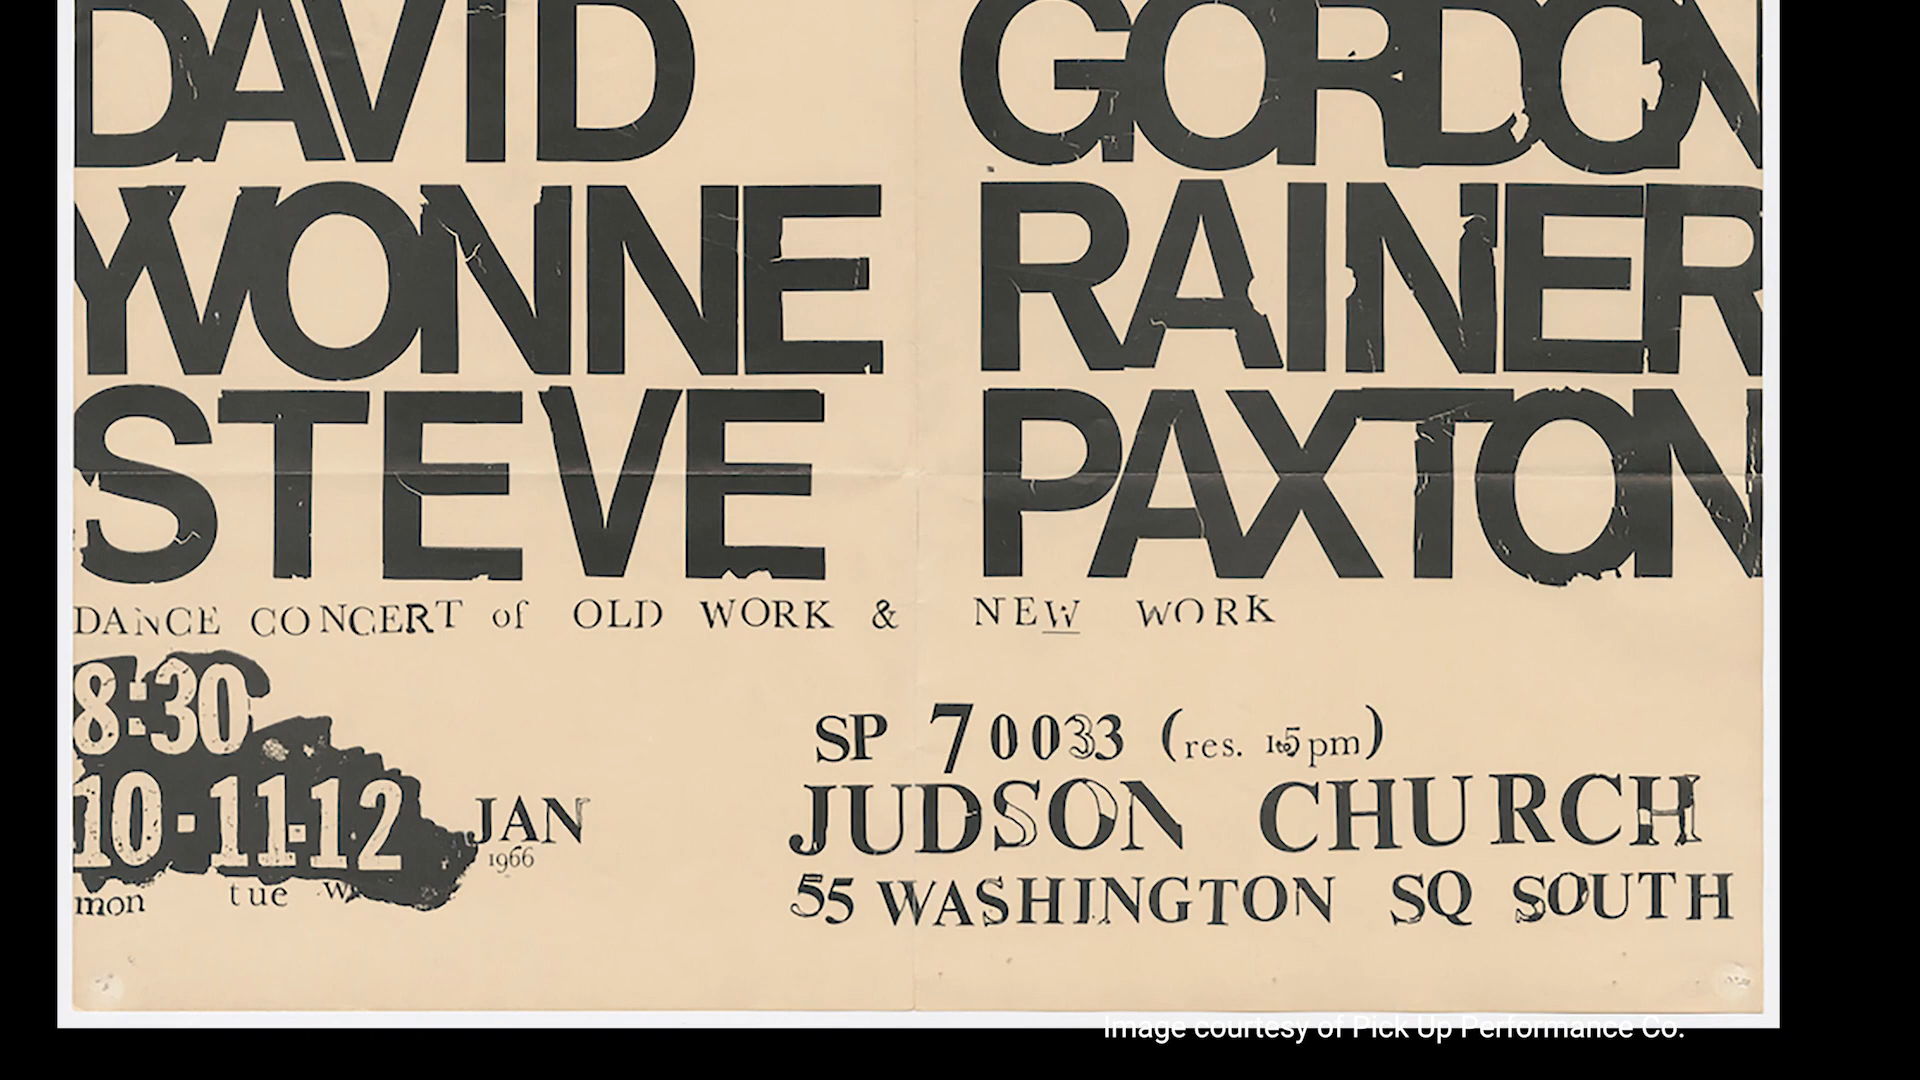 DAVID GORDON
YVONNE RAINER
STEVE PAXTON
DANCE CONCERT of OLD WORK & NEW WORK
8:30
10·11·12 JAN
1966
mon tue
SP 70033 (res. 1to5pm)
JUDSON CHURCH
55 WASHINGTON SQ SOUTH
Image courtesy of Pick Up Performance Co.